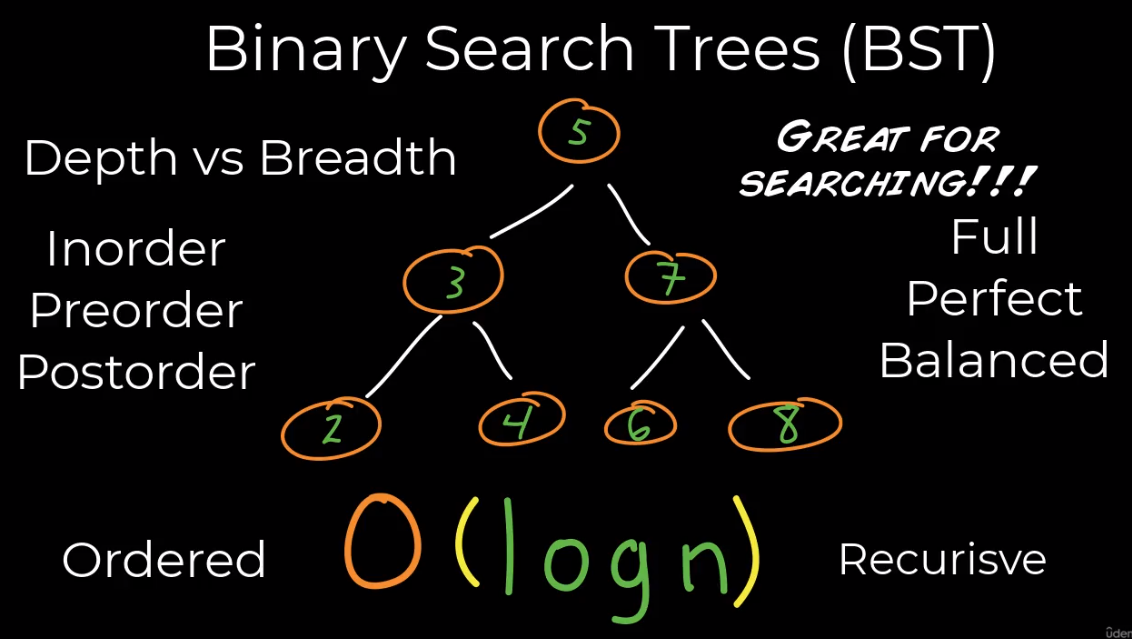 Binary Search Trees (BST)
5
Depth vs Breadth
GREAT FOR
SEARCHING!!!
Inorder
3
7
Full
Preorder
Perfect
Postorder
Balanced
2
4
6
8
Ordered
O(logn)
Recurisve